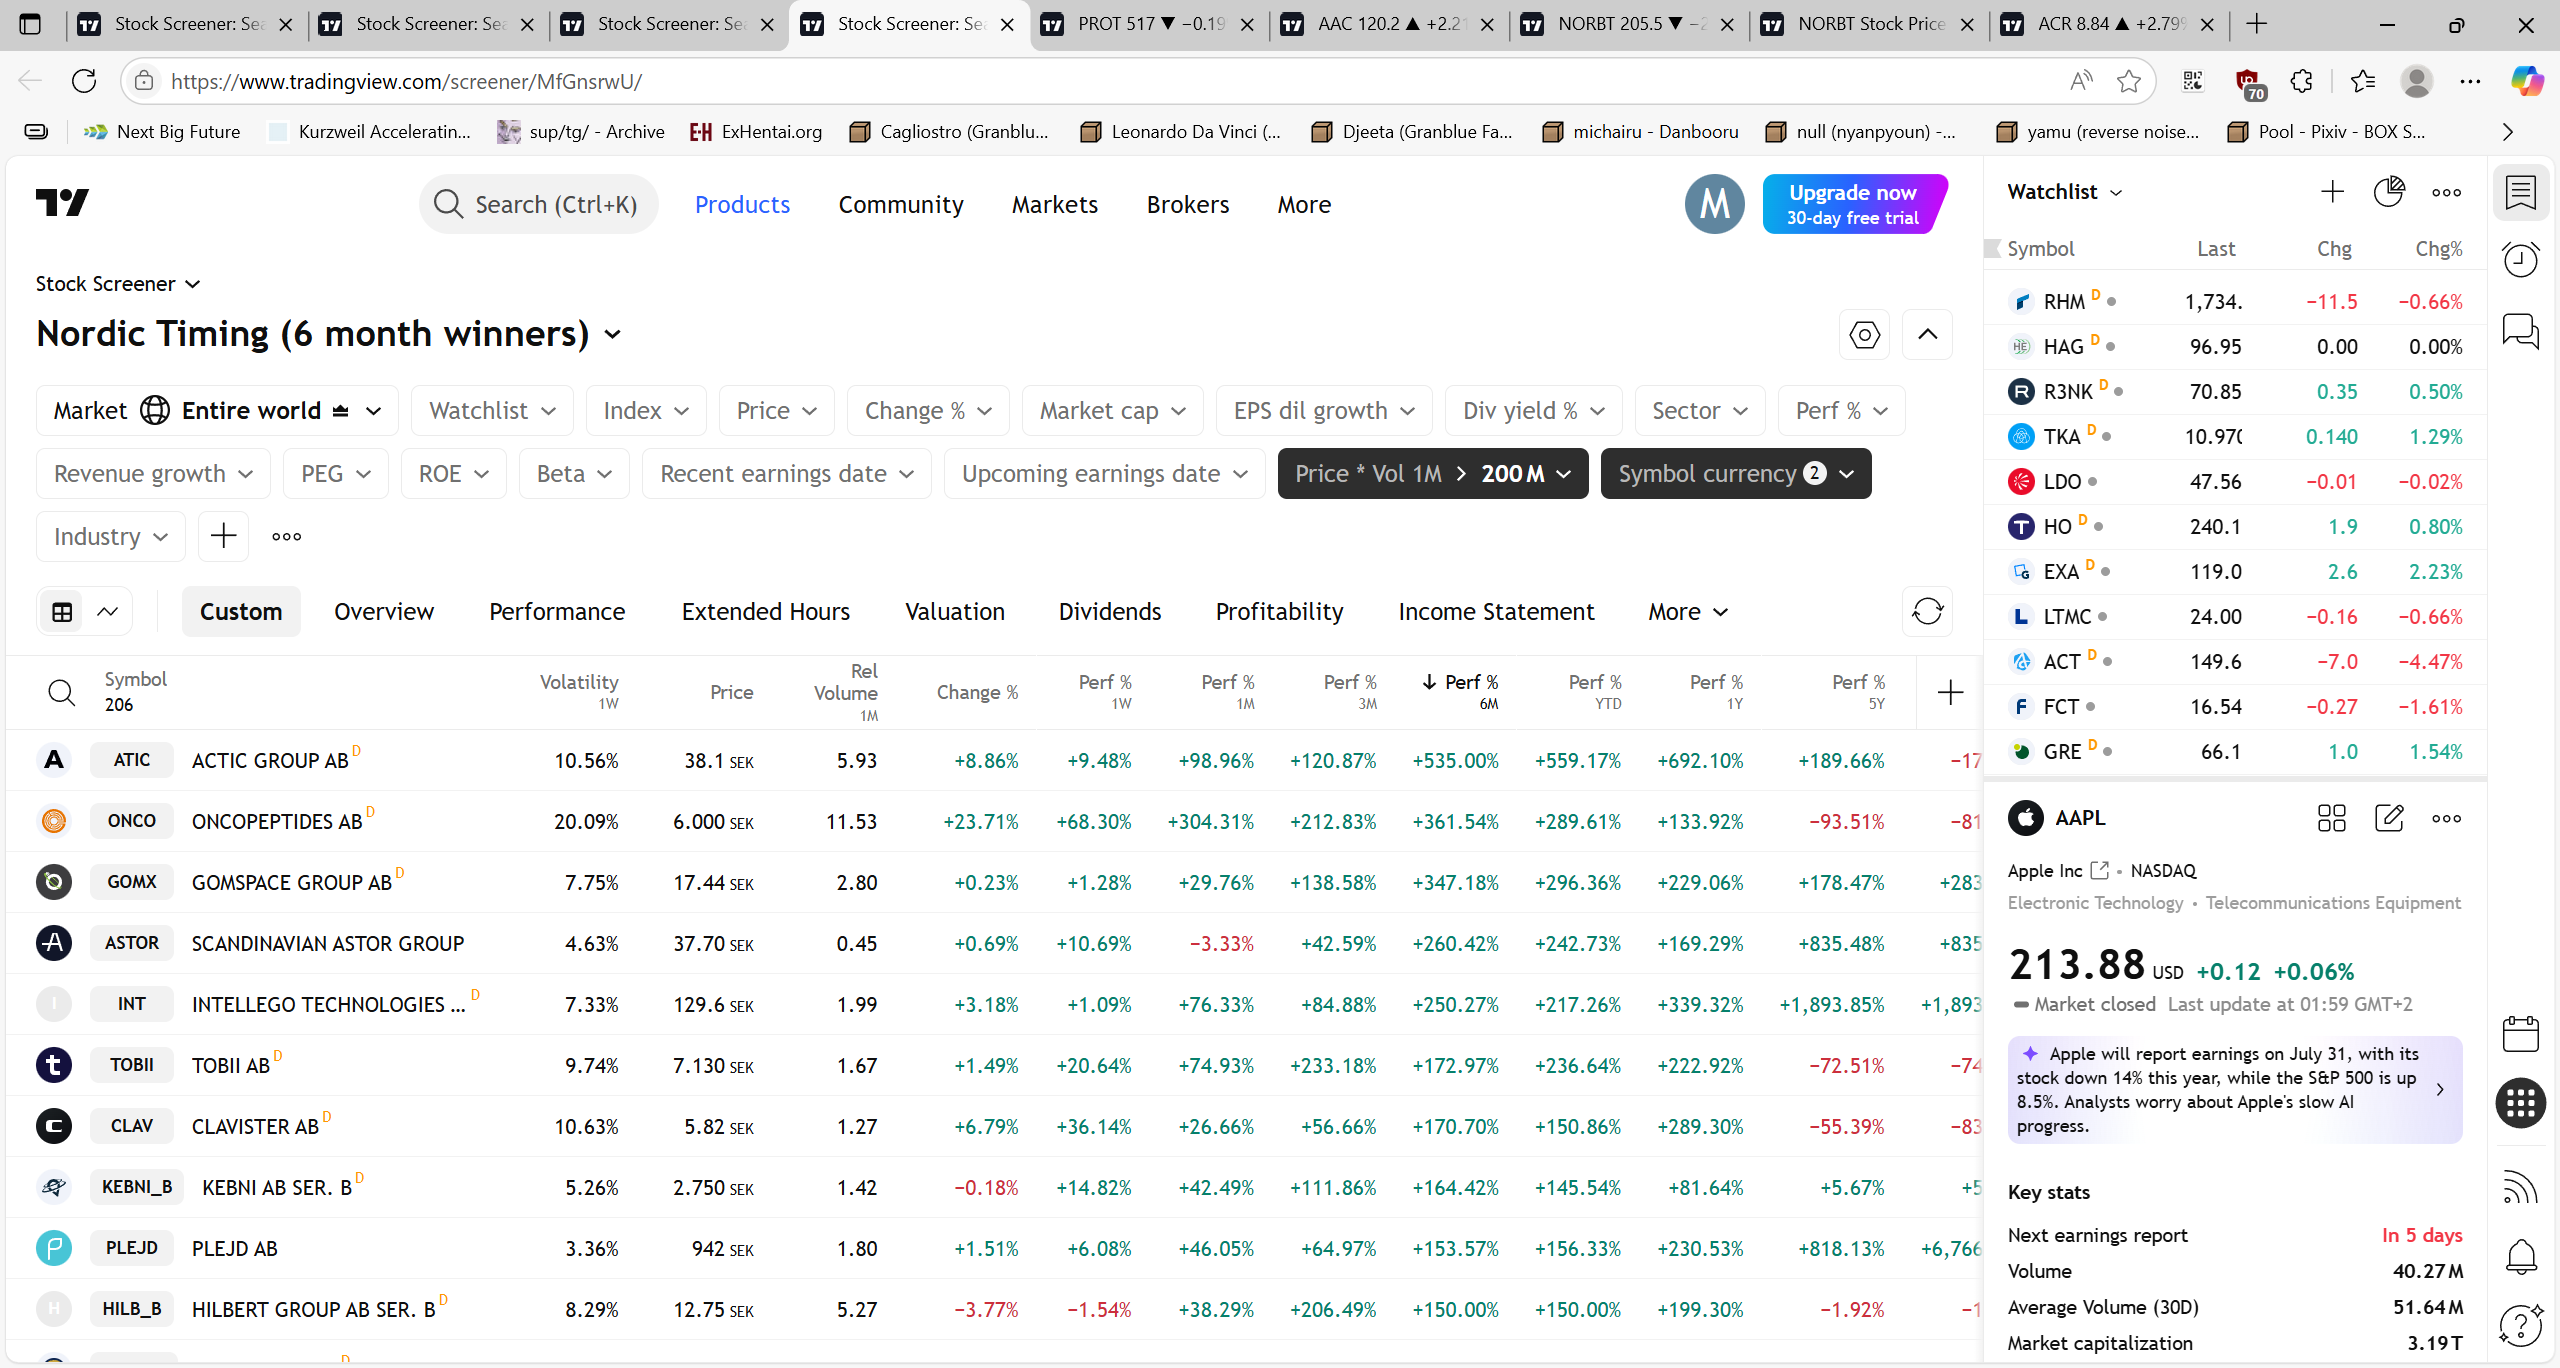 Stock Screener: Sea
Stock Screener: Sea
Stock Screener: Sea
Stock Screener: Sea
PROT 517 ▼ −0.19
AAC 120.2 ▲ +2.21
NORBT 205.5 ▼ −2
NORBT Stock Price
ACR 8.84 ▲ +2.79%
https://www.tradingview.com/screener/MfGnsrwU/
70
Next Big Future
Kurzweil Acceleratin...
sup/tg/ - Archive
ExHentai.org
Cagliostro (Granblu...
Leonardo Da Vinci (...
Djeeta (Granblue Fa...
michairu - Danbooru
null (nyanpyoun) -...
yamu (reverse noise...
Pool - Pixiv - BOX S...
Search (Ctrl+K)
Products
Community
Markets
Brokers
More
M
Upgrade now
30-day free trial
Stock Screener
Nordic Timing (6 month winners)
Market Entire world
Watchlist
Index
Price
Change %
Market cap
EPS dil growth
Div yield %
Sector
Perf %
Revenue growth
PEG
ROE
Beta
Recent earnings date
Upcoming earnings date
Price * Vol 1M > 200 M
Symbol currency 2
Industry
Custom
Overview
Performance
Extended Hours
Valuation
Dividends
Profitability
Income Statement
More
Symbol 206
Volatility 1W
Price
Rel Volume 1M
Change %
Perf % 1W
Perf % 1M
Perf % 3M
↓ Perf % 6M
Perf % YTD
Perf % 1Y
Perf % 5Y
ATIC ACTIC GROUP AB D 10.56% 38.1 SEK 5.93 +8.86% +9.48% +98.96% +120.87% +535.00% +559.17% +692.10% +189.66% −17
ONCO ONCOPEPTIDES AB D 20.09% 6.000 SEK 11.53 +23.71% +68.30% +304.31% +212.83% +361.54% +289.61% +133.92% −93.51% −81
GOMX GOMSPACE GROUP AB D 7.75% 17.44 SEK 2.80 +0.23% +1.28% +29.76% +138.58% +347.18% +296.36% +229.06% +178.47% +283
ASTOR SCANDINAVIAN ASTOR GROUP 4.63% 37.70 SEK 0.45 +0.69% +10.69% −3.33% +42.59% +260.42% +242.73% +169.29% +835.48% +835
I INT INTELLEGO TECHNOLOGIES ... D 7.33% 129.6 SEK 1.99 +3.18% +1.09% +76.33% +84.88% +250.27% +217.26% +339.32% +1,893.85% +1,893
TOBII TOBII AB D 9.74% 7.130 SEK 1.67 +1.49% +20.64% +74.93% +233.18% +172.97% +236.64% +222.92% −72.51% −74
CLAV CLAVISTER AB D 10.63% 5.82 SEK 1.27 +6.79% +36.14% +26.66% +56.66% +170.70% +150.86% +289.30% −55.39% −83
KEBNI_B KEBNI AB SER. B D 5.26% 2.750 SEK 1.42 −0.18% +14.82% +42.49% +111.86% +164.42% +145.54% +81.64% +5.67% +5
PLEJD PLEJD AB 3.36% 942 SEK 1.80 +1.51% +6.08% +46.05% +64.97% +153.57% +156.33% +230.53% +818.13% +6,766
H HILB_B HILBERT GROUP AB SER. B D 8.29% 12.75 SEK 5.27 −3.77% −1.54% +38.29% +206.49% +150.00% +150.00% +199.30% −1.92% −1
Watchlist
Symbol Last Chg Chg%
RHM D 1,734. −11.5 −0.66%
HAG D 96.95 0.00 0.00%
R3NK D 70.85 0.35 0.50%
TKA D 10.970 0.140 1.29%
LDO 47.56 −0.01 −0.02%
HO D 240.1 1.9 0.80%
EXA D 119.0 2.6 2.23%
LTMC 24.00 −0.16 −0.66%
ACT D 149.6 −7.0 −4.47%
FCT 16.54 −0.27 −1.61%
GRE D 66.1 1.0 1.54%
AAPL
Apple Inc • NASDAQ
Electronic Technology • Telecommunications Equipment
213.88 USD +0.12 +0.06%
Market closed Last update at 01:59 GMT+2
Apple will report earnings on July 31, with its
stock down 14% this year, while the S&P 500 is up
8.5%. Analysts worry about Apple's slow AI
progress.
Key stats
Next earnings report In 5 days
Volume 40.27 M
Average Volume (30D) 51.64 M
Market capitalization 3.19 T